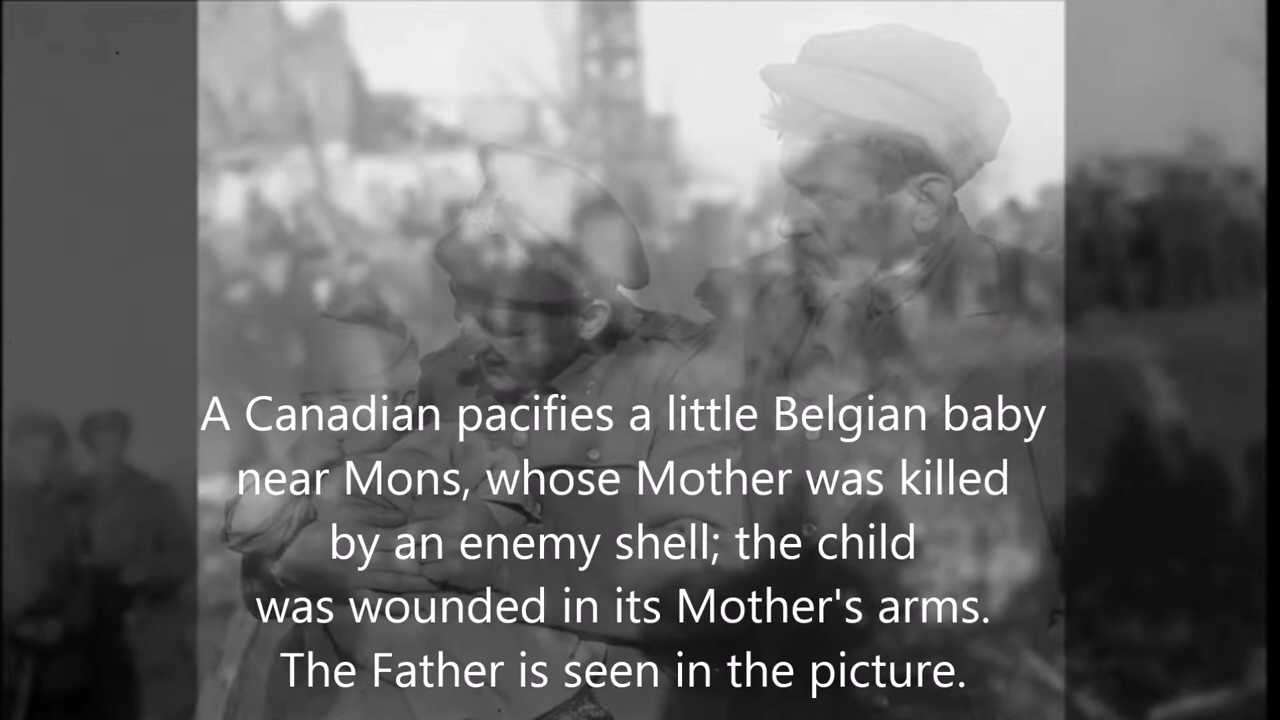 A Canadian pacifies a little Belgian baby
near Mons, whose Mother was killed
by an enemy shell; the child
was wounded in its Mother's arms.
The Father is seen in the picture.